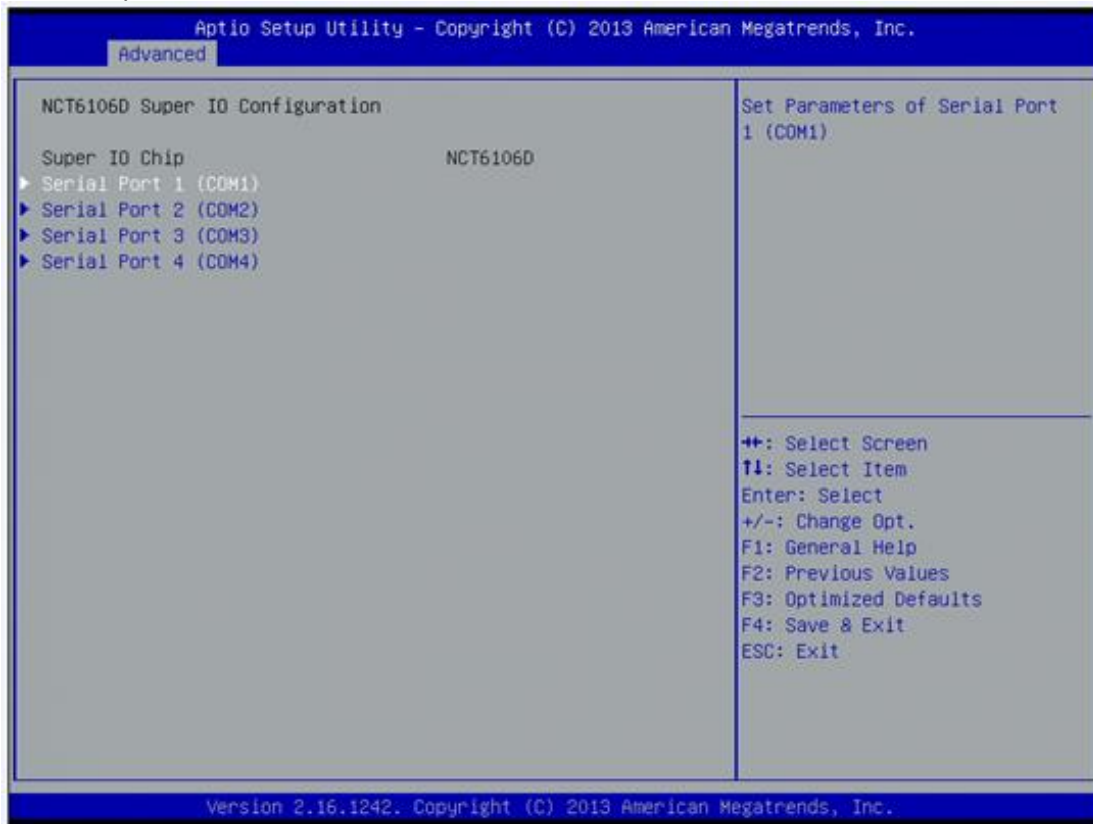 Aptio Setup Utility - Copyright (C) 2013 American Megatrends, Inc.
Advanced
NCT6106D Super IO Configuration
Super IO Chip NCT6106D
Serial Port 1 (COM1)
Serial Port 2 (COM2)
Serial Port 3 (COM3)
Serial Port 4 (COM4)
Set Parameters of Serial Port
1 (COM1)
→←: Select Screen
↑↓: Select Item
Enter: Select
+/-: Change Opt.
F1: General Help
F2: Previous Values
F3: Optimized Defaults
F4: Save & Exit
ESC: Exit
Version 2.16.1242. Copyright (C) 2013 American Megatrends, Inc.